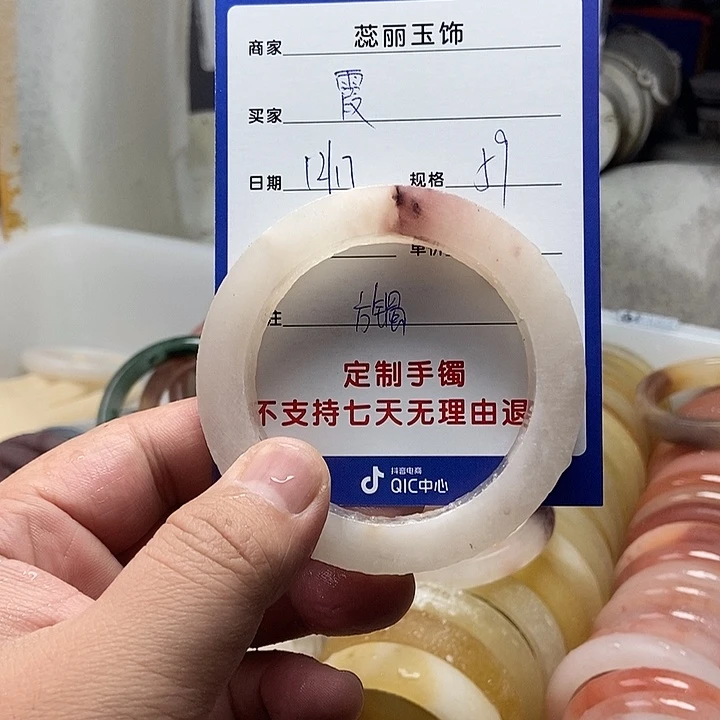 商家 蕊丽玉饰
买家 霞
日期 12/17 规格 59
注 方镯
定制手镯
不支持七天无理由退
抖音电商
QIC中心